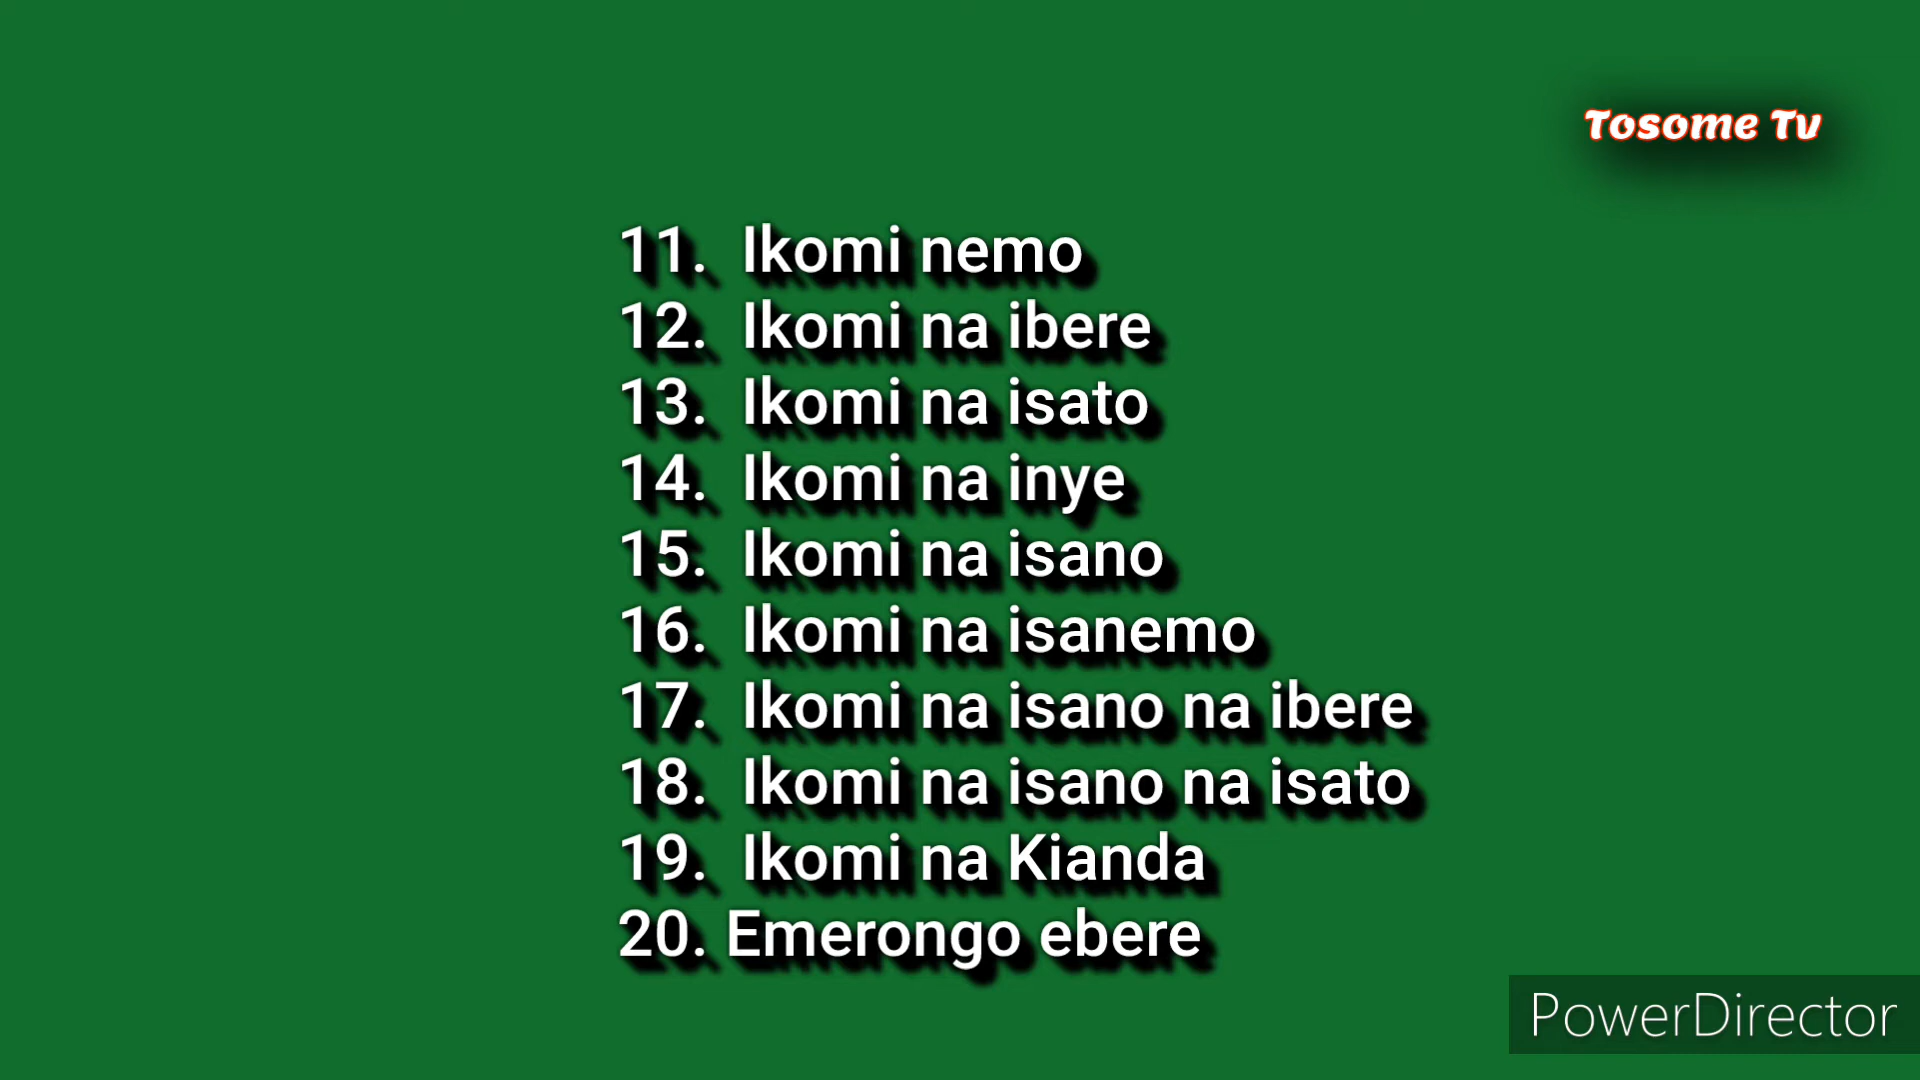 Tosome Tv
11. Ikomi nemo
12. Ikomi na ibere
13. Ikomi na isato
14. Ikomi na inye
15. Ikomi na isano
16. Ikomi na isanemo
17. Ikomi na isano na ibere
18. Ikomi na isano na isato
19. Ikomi na Kianda
20. Emerongo ebere
PowerDirector